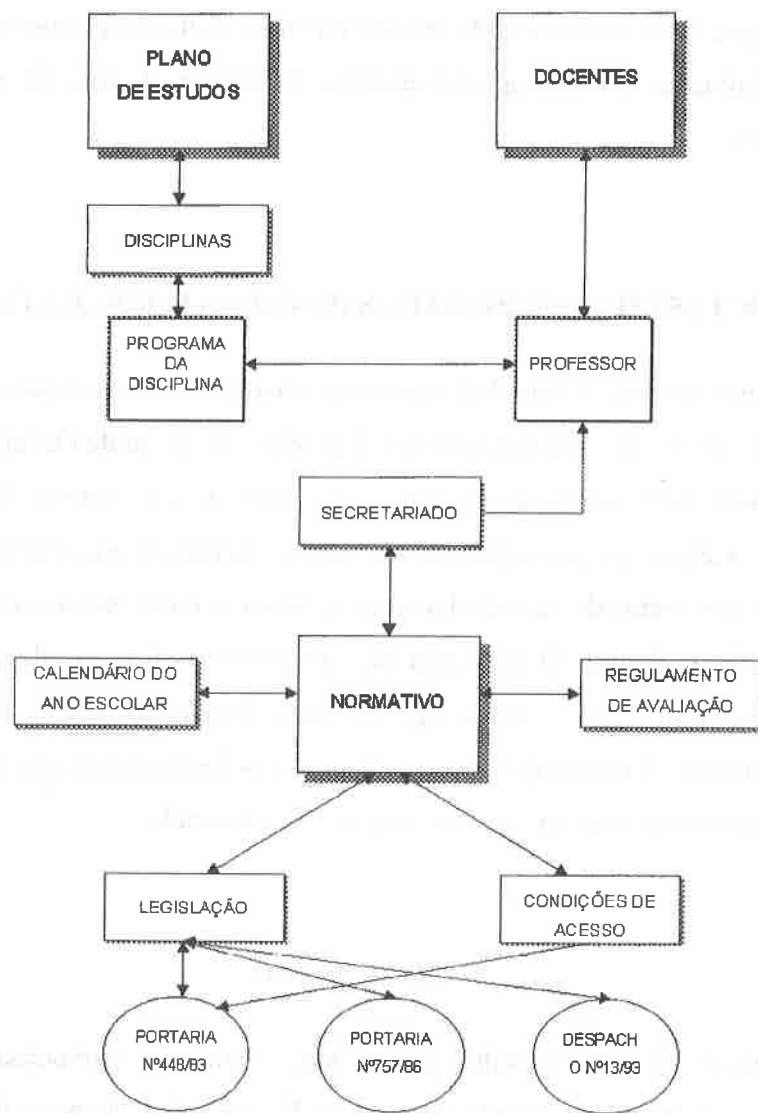 PLANO
DE ESTUDOS
DOCENTES
DISCIPLINAS
PROGRAMA
DA
DISCIPLINA
PROFESSOR
SECRETARIADO
CALENDÁRIO DO
ANO ESCOLAR
NORMATIVO
REGULAMENTO
DE AVALIAÇÃO
LEGISLAÇÃO
CONDIÇÕES DE
ACESSO
PORTARIA
Nº448/83
PORTARIA
Nº757/86
DESPACH
O Nº13/93